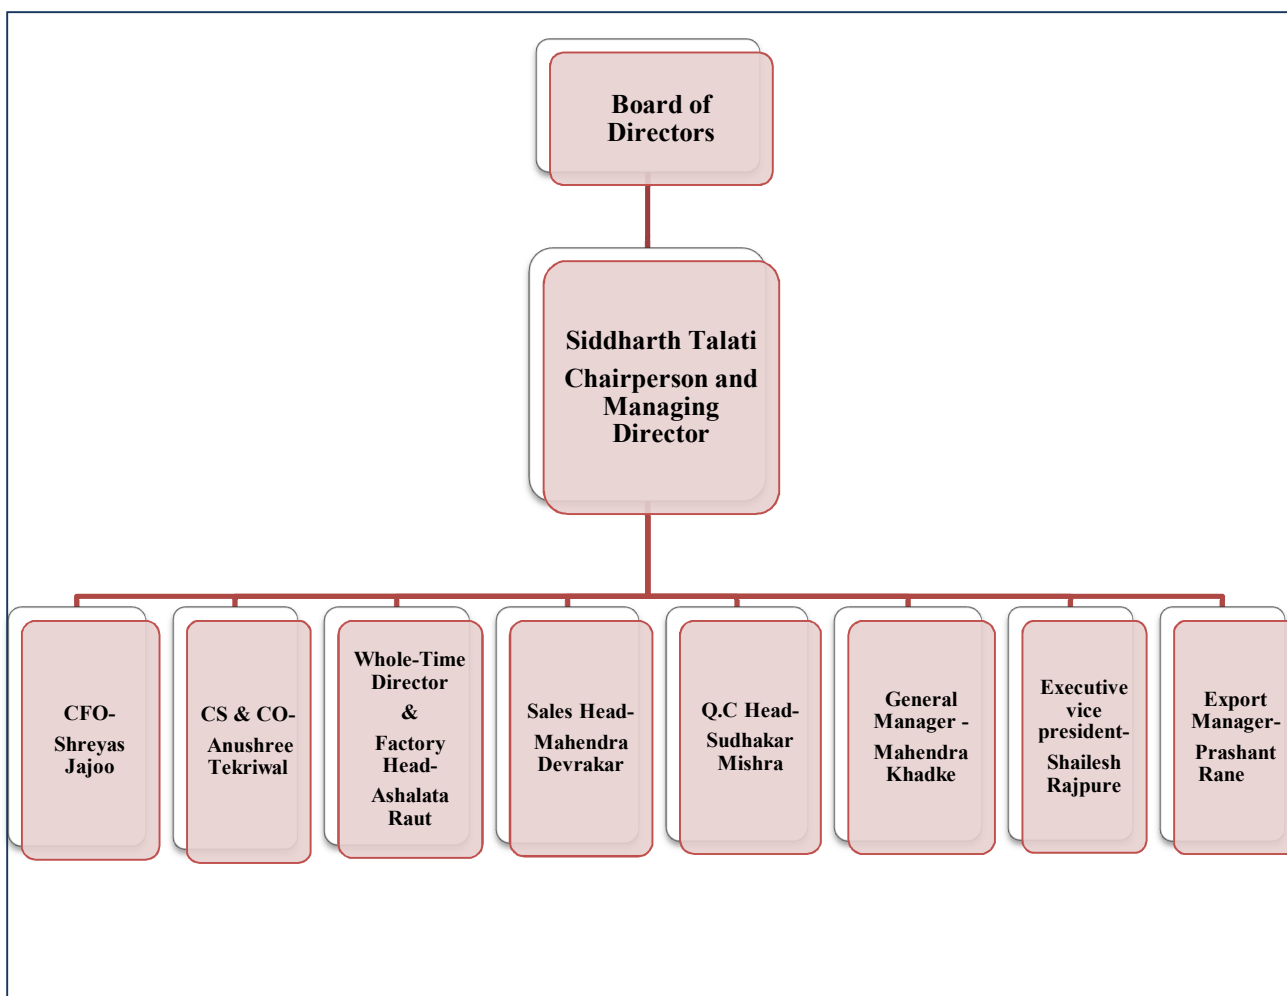 Board of
Directors
Siddharth Talati
Chairperson and
Managing
Director
CFO-
Shreyas
Jajoo
CS & CO-
Anushree
Tekriwal
Whole-Time
Director
&
Factory
Head-
Ashalata
Raut
Sales Head-
Mahendra
Devrakar
Q.C Head-
Sudhakar
Mishra
General
Manager -
Mahendra
Khadke
Executive
vice
president-
Shailesh
Rajpure
Export
Manager-
Prashant
Rane